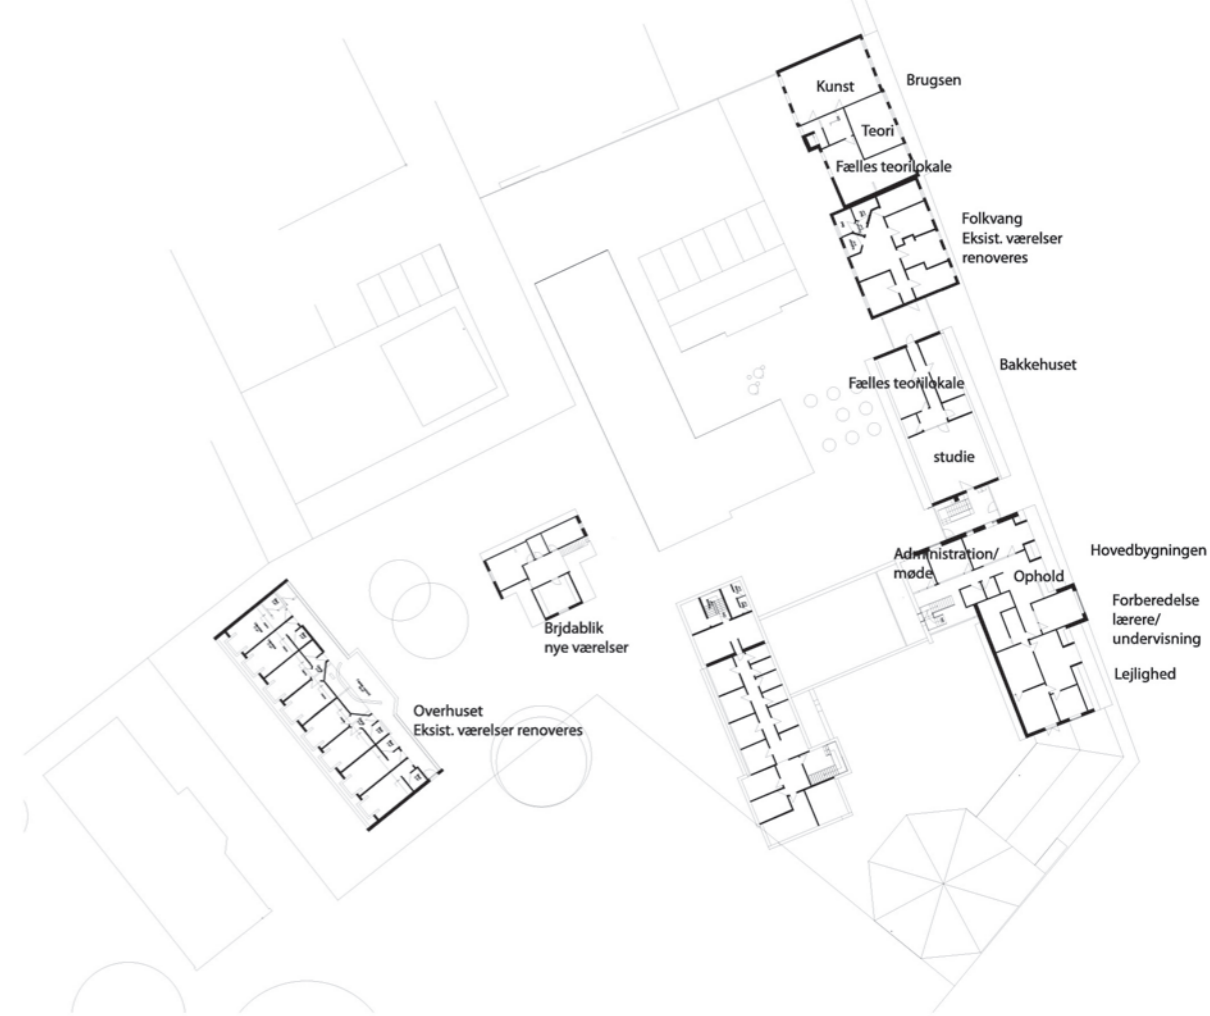 Kunst
Brugsen
Teori
Fælles teorilokale
Folkvang
Eksist. værelser
renoveres
Bakkehuset
Fælles teorilokale
studie
Administration/
møde
Hovedbygningen
Ophold
Forberedelse
lærere/
undervisning
Lejlighed
Brjdablik
nye værelser
Overhuset
Eksist. værelser renoveres